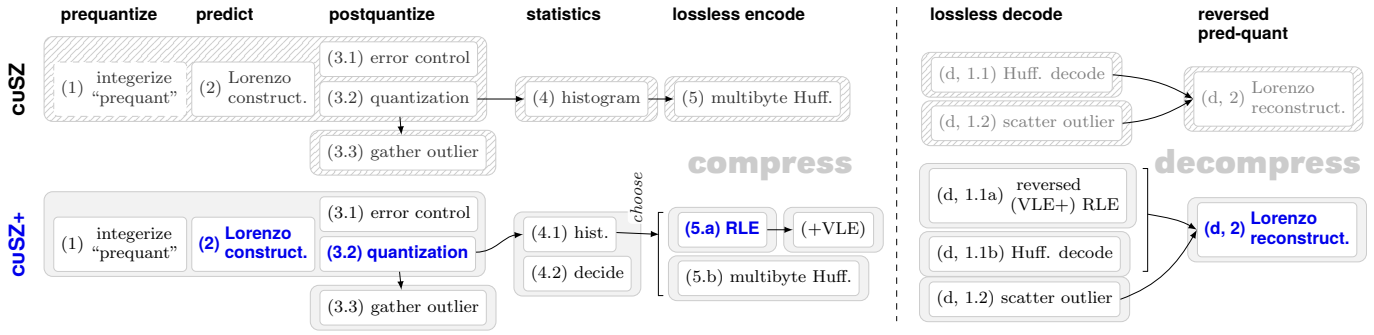 prequantize
predict
postquantize
statistics
lossless encode
lossless decode
reversed
pred-quant
cuSZ
(1) integerize
“prequant”
(2) Lorenzo
construct.
(3.1) error control
(3.2) quantization
(3.3) gather outlier
(4) histogram
(5) multibyte Huff.
compress
(d, 1.1) Huff. decode
(d, 1.2) scatter outlier
(d, 2) Lorenzo
reconstruct.
decompress
cuSZ+
(1) integerize
“prequant”
(2) Lorenzo
construct.
(3.1) error control
(3.2) quantization
(3.3) gather outlier
(4.1) hist.
(4.2) decide
choose
(5.a) RLE
(+VLE)
(5.b) multibyte Huff.
(d, 1.1a) reversed
(VLE+) RLE
(d, 1.1b) Huff. decode
(d, 1.2) scatter outlier
(d, 2) Lorenzo
reconstruct.